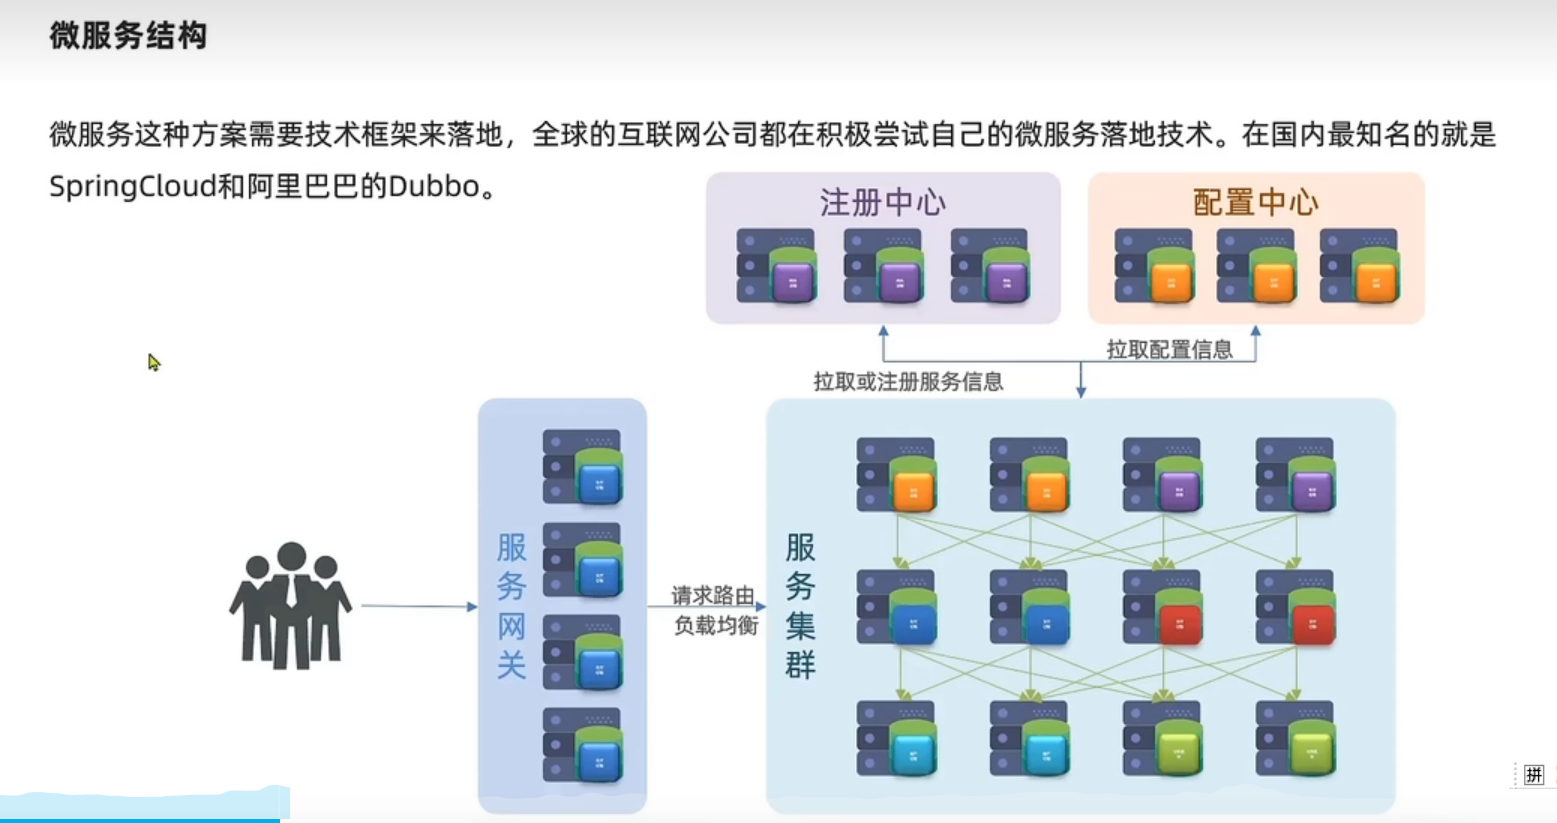 微服务结构
微服务这种方案需要技术框架来落地，全球的互联网公司都在积极尝试自己的微服务落地技术。在国内最知名的就是
SpringCloud和阿里巴巴的Dubbo。
注册中心
配置中心
拉取配置信息
拉取或注册服务信息
服务网关
请求路由
负载均衡
服务集群
拼